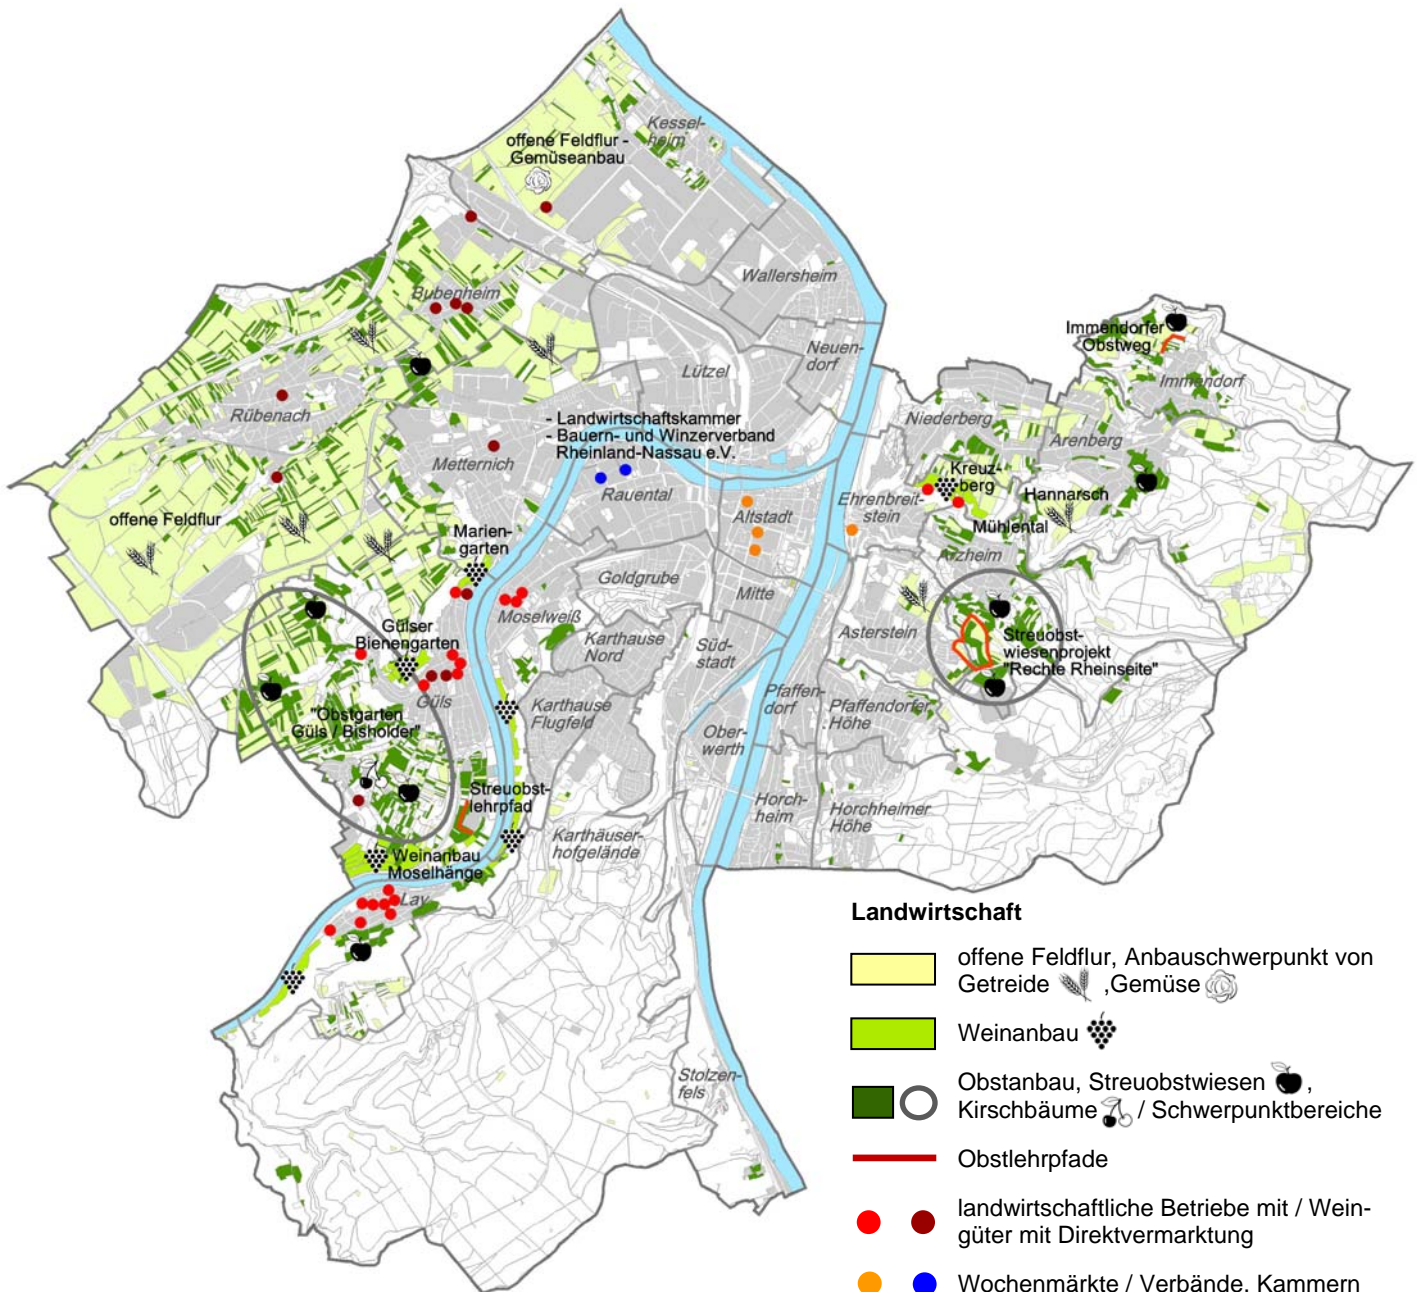 Kessel-
heim
offene Feldflur -
Gemüseanbau
Wallersheim
Bubenheim
Neuen-
dorf
Immendorfer
Obstweg
Immendorf
Lützel
Rübenach
- Landwirtschaftskammer
- Bauern- und Winzerverband
Rheinland-Nassau e.V.
Niederberg
Arenberg
Metternich
Rauental
Kreuz-
berg
Ehrenbreit-
stein
Hannarsch
Altstadt
offene Feldflur
Mühlental
Marien-
garten
Arzheim
Goldgrube
Mitte
Moselweiß
Gülser
Bienengarten
Karthause
Nord
Süd-
stadt
Asterstein
Streuobst-
wiesenprojekt
"Rechte Rheinseite"
Güls
"Obstgarten
Güls / Bisholder"
Karthause
Flugfeld
Pfaffen-
dorf
Pfaffendorfer
Höhe
Ober-
werth
Streuobst-
lehrpfad
Horch-
heim
Horchheimer
Höhe
Karthäuser-
hofgelände
Weinanbau
Moselhänge
Lay
Stolzen-
fels
Landwirtschaft
offene Feldflur, Anbauschwerpunkt von
Getreide ,Gemüse
Weinanbau
Obstanbau, Streuobstwiesen ,
Kirschbäume / Schwerpunktbereiche
Obstlehrpfade
landwirtschaftliche Betriebe mit / Wein-
güter mit Direktvermarktung
Wochenmärkte / Verbände, Kammern